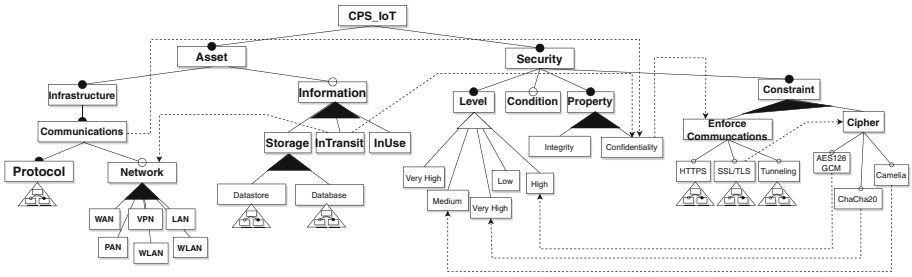 CPS_IoT
Asset
Security
Infrastructure
Information
Level
Condition
Property
Constraint
Communications
Storage
InTransit
InUse
Integrity
Confidentiality
Enforce
Communcations
Cipher
Protocol
Network
Datastore
Database
Very High
Medium
Very High
Low
High
HTTPS
SSL/TLS
Tunneling
AES128
GCM
ChaCha20
Camelia
WAN
VPN
LAN
PAN
WLAN
WLAN